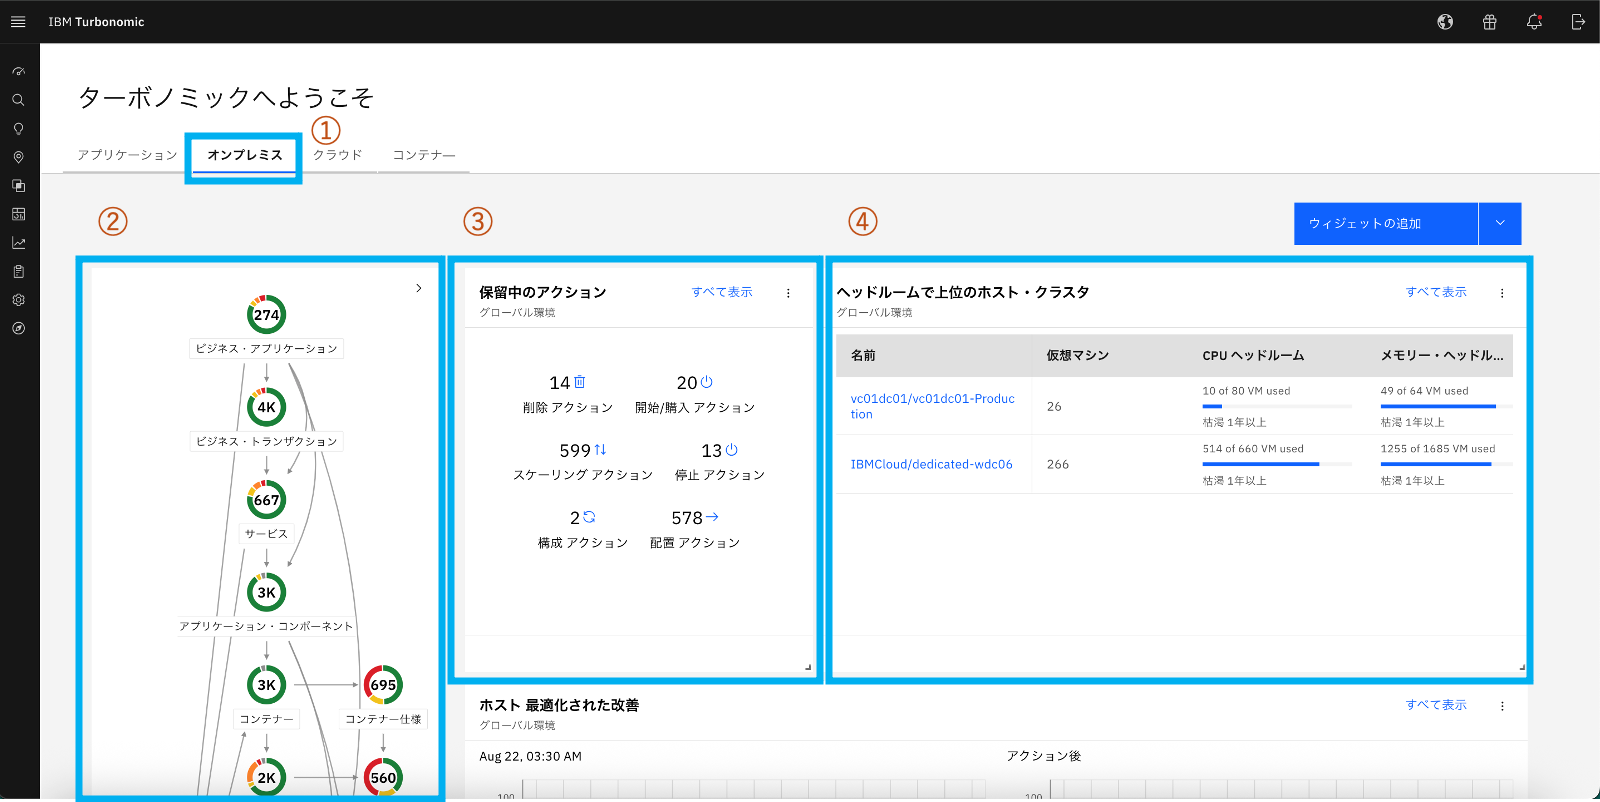 IBM Turbonomic
ターボノミックへようこそ
①
アプリケーション
オンプレミス
クラウド
コンテナー
②
③
④
ウィジェットの追加
274
ビジネス・アプリケーション
4K
ビジネス・トランザクション
667
サービス
3K
アプリケーション・コンポーネント
3K
695
コンテナー
コンテナー仕様
2K
560
保留中のアクション
すべて表示
グローバル環境
14
20
削除 アクション
開始/購入 アクション
599
13
スケーリング アクション
停止 アクション
2
578
構成 アクション
配置 アクション
ヘッドルームで上位のホスト・クラスタ
すべて表示
グローバル環境
名前
仮想マシン
CPU ヘッドルーム
メモリー・ヘッドル...
vc01dc01/vc01dc01-Produc
tion
26
10 of 80 VM used
枯渇 1年以上
49 of 64 VM used
枯渇 1年以上
IBMCloud/dedicated-wdc06
266
514 of 660 VM used
枯渇 1年以上
1255 of 1685 VM used
枯渇 1年以上
ホスト 最適化された改善
すべて表示
グローバル環境
Aug 22, 03:30 AM
アクション後
100
100